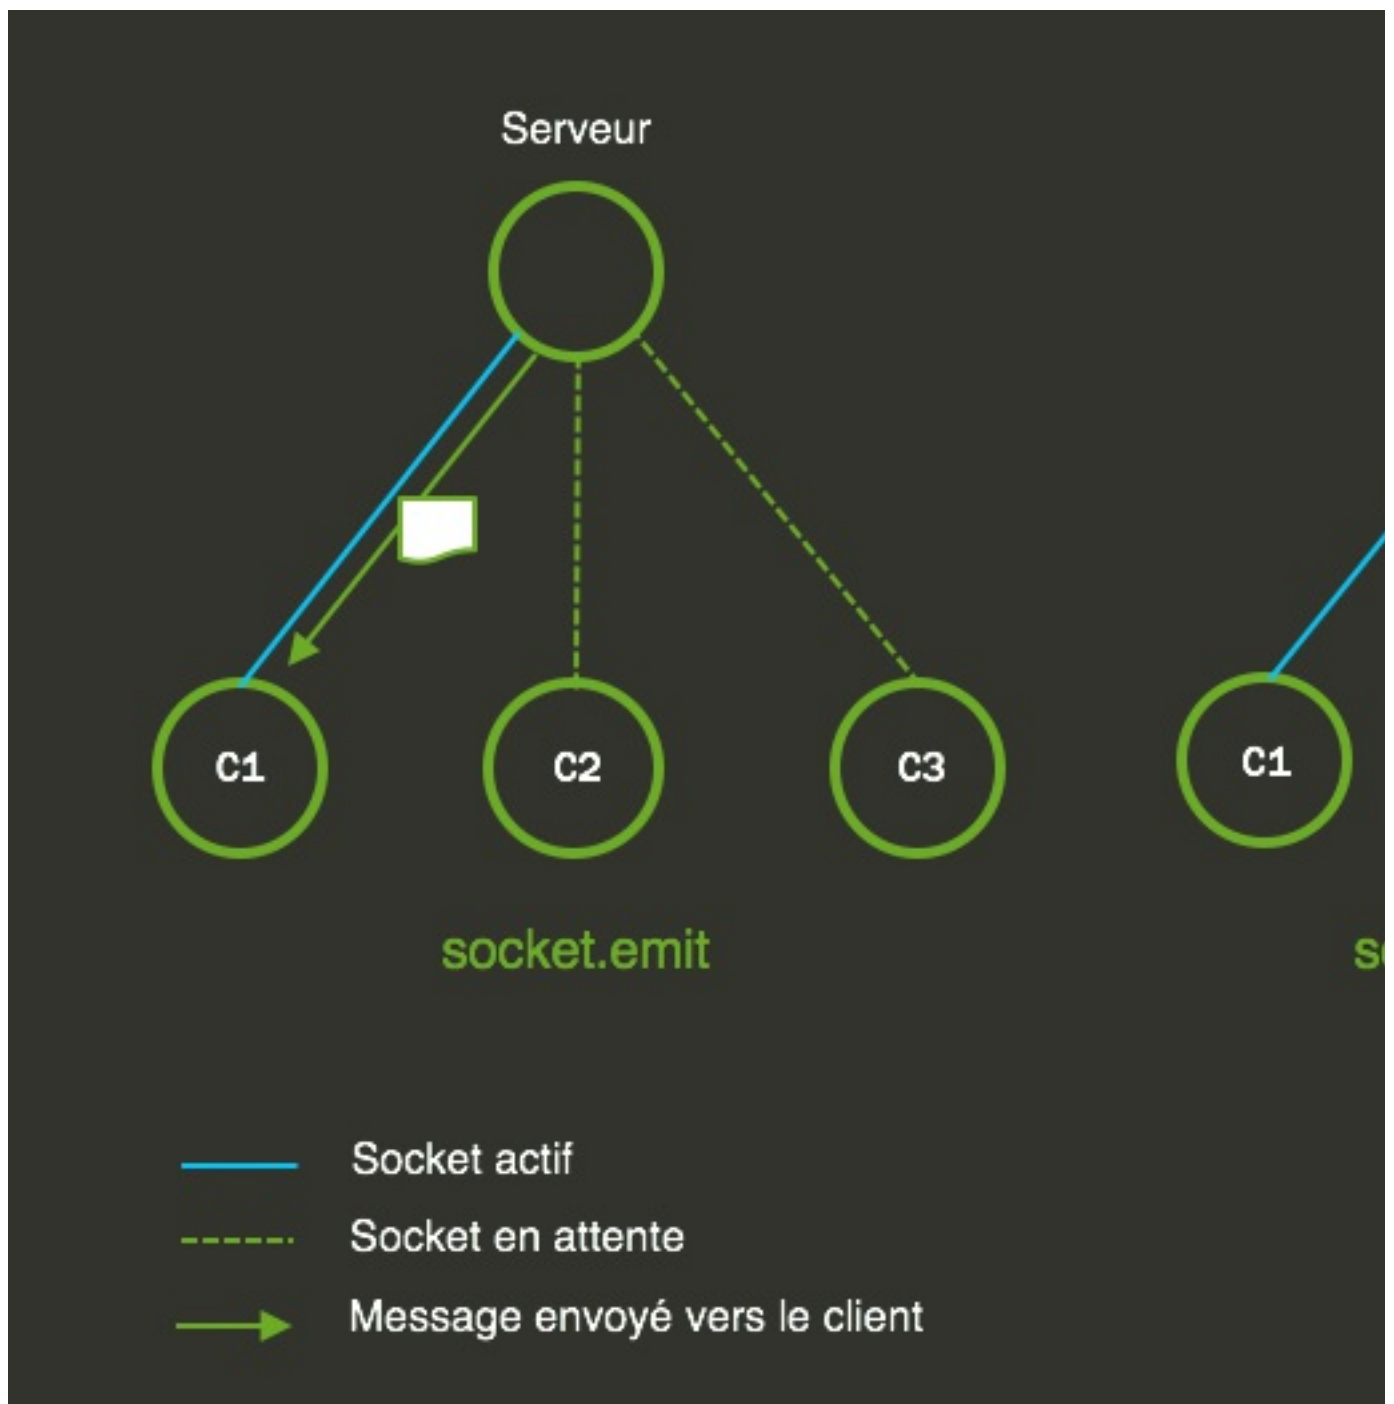 Serveur
C1
C2
C3
C1
socket.emit
Socket actif
Socket en attente
Message envoyé vers le client